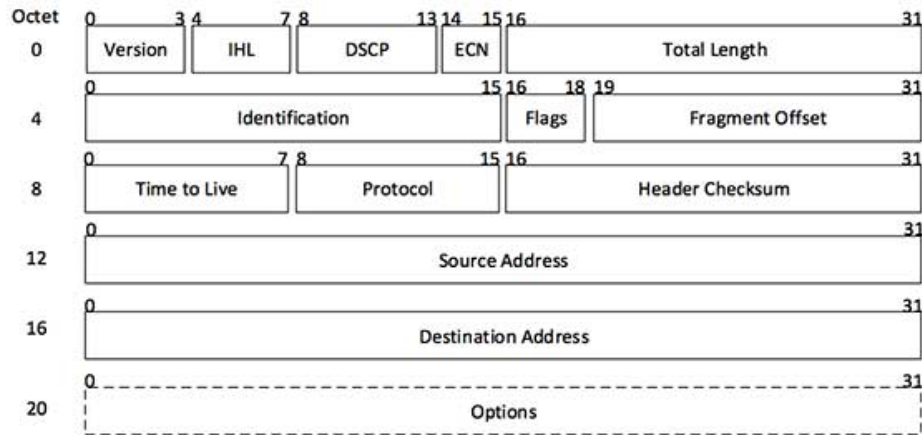 Octet 0 3 4 7 8 13 14 15 16 31
0 Version IHL DSCP ECN Total Length
0 15 16 18 19 31
4 Identification Flags Fragment Offset
0 7 8 15 16 31
8 Time to Live Protocol Header Checksum
0 31
12 Source Address
0 31
16 Destination Address
0 31
20 Options